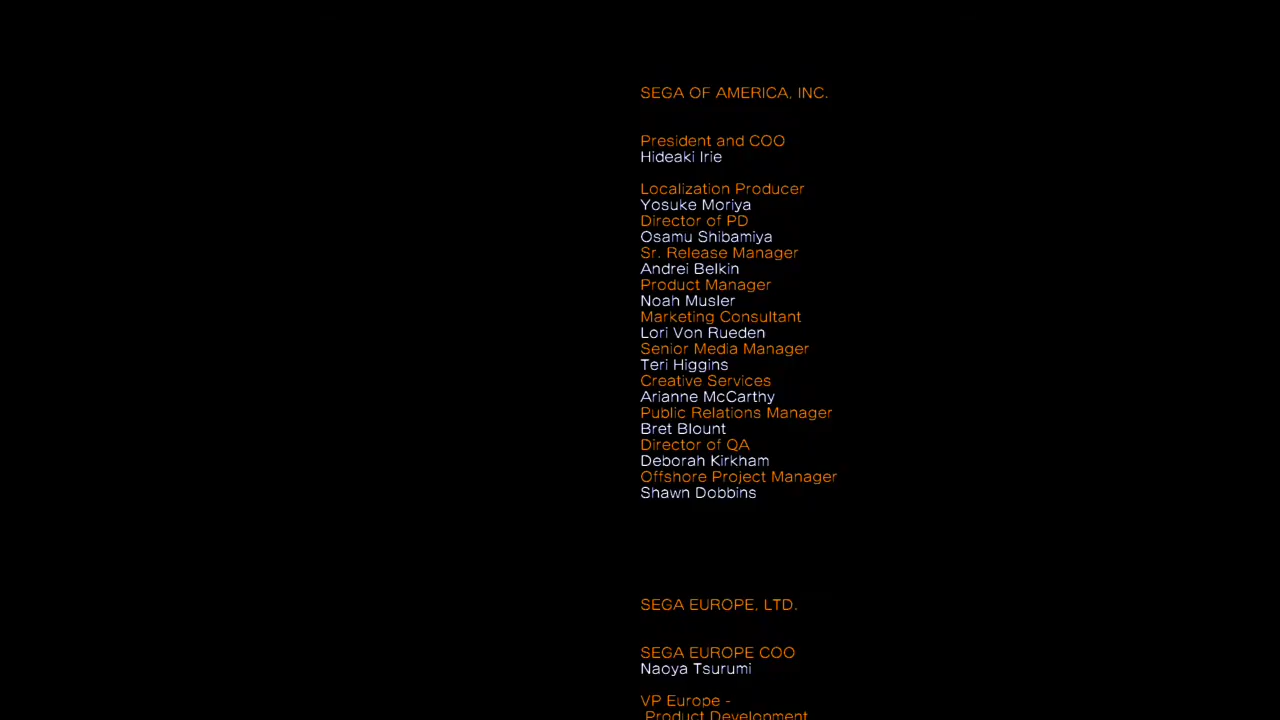 SEGA OF AMERICA, INC.
President and COO
Hideaki Irie
Localization Producer
Yosuke Moriya
Director of PD
Osamu Shibamiya
Sr. Release Manager
Andrei Belkin
Product Manager
Noah Musler
Marketing Consultant
Lori Von Rueden
Senior Media Manager
Teri Higgins
Creative Services
Arianne McCarthy
Public Relations Manager
Bret Blount
Director of QA
Deborah Kirkham
Offshore Project Manager
Shawn Dobbins
SEGA EUROPE, LTD.
SEGA EUROPE COO
Naoya Tsurumi
VP Europe -
Product Development